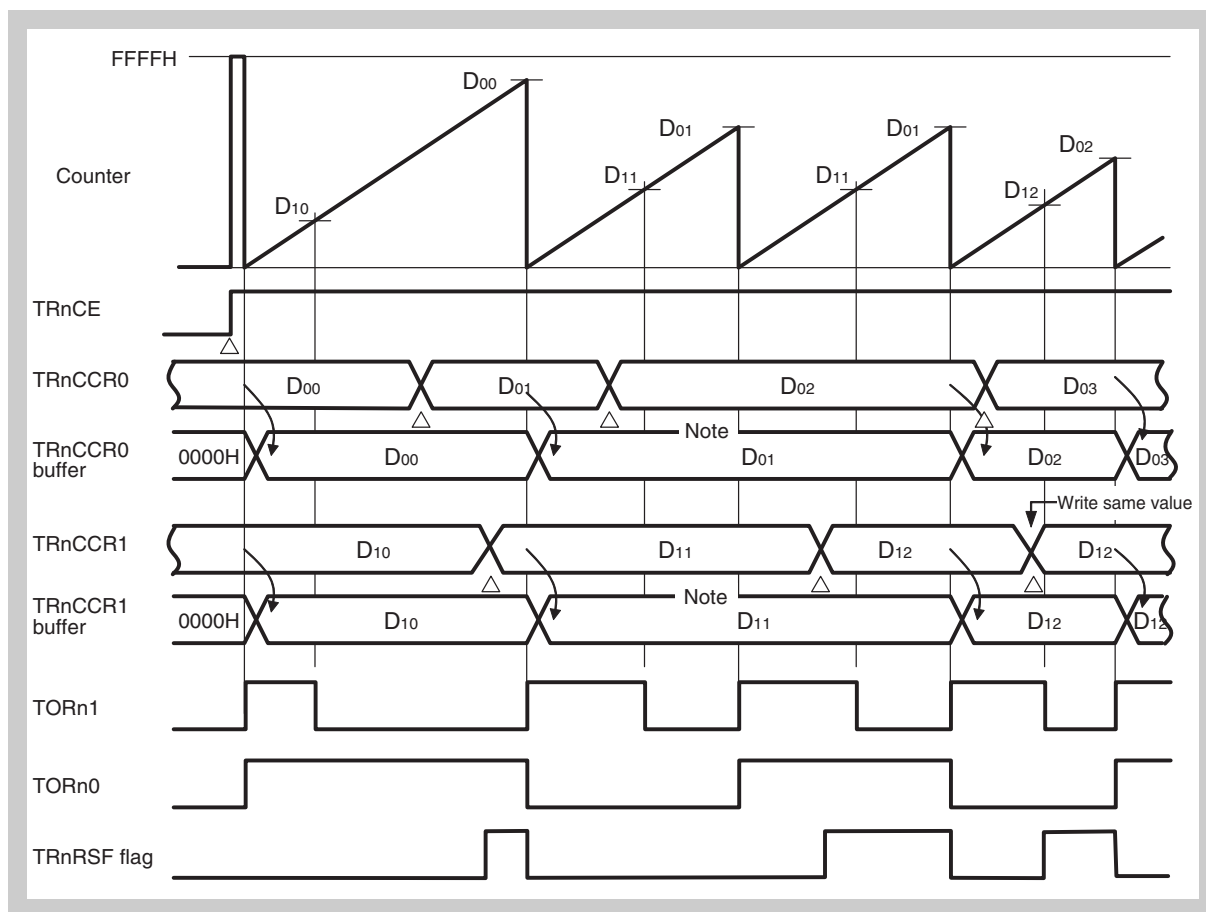 FFFFH
D00
D01
D01
D02
Counter
D11
D11
D12
D10
TRnCE
TRnCCR0
D00
D01
D02
D03
Note
TRnCCR0
buffer
0000H
D00
D01
D02
D03
Write same value
TRnCCR1
D10
D11
D12
D12
Note
TRnCCR1
buffer
0000H
D10
D11
D12
D12
TORn1
TORn0
TRnRSF flag